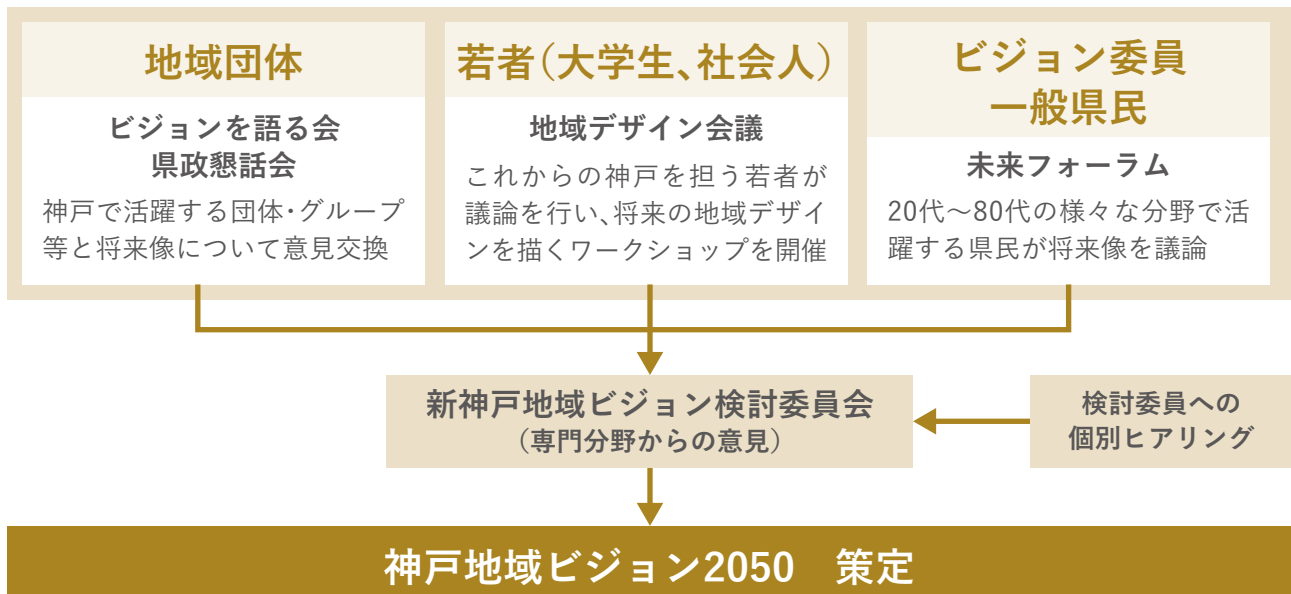 地域団体
ビジョンを語る会
県政懇話会
神戸で活躍する団体・グループ
等と将来像について意見交換
若者（大学生、社会人）
地域デザイン会議
これからの神戸を担う若者が
議論を行い、将来の地域デザイ
ンを描くワークショップを開催
ビジョン委員
一般県民
未来フォーラム
20代～80代の様々な分野で活
躍する県民が将来像を議論
新神戸地域ビジョン検討委員会
（専門分野からの意見）
検討委員への
個別ヒアリング
神戸地域ビジョン2050　策定